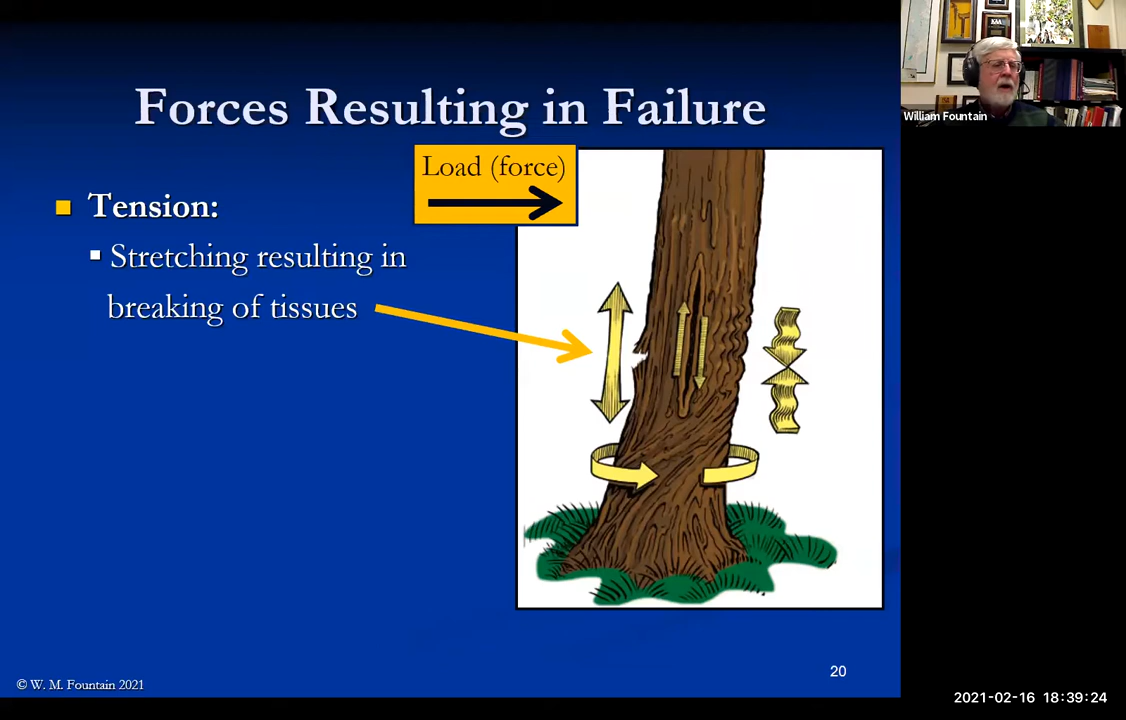 Forces Resulting in Failure
Load (force)
Tension:
Stretching resulting in
breaking of tissues
20
© W. M. Fountain 2021
William Fountain
2021-02-16 18:39:24